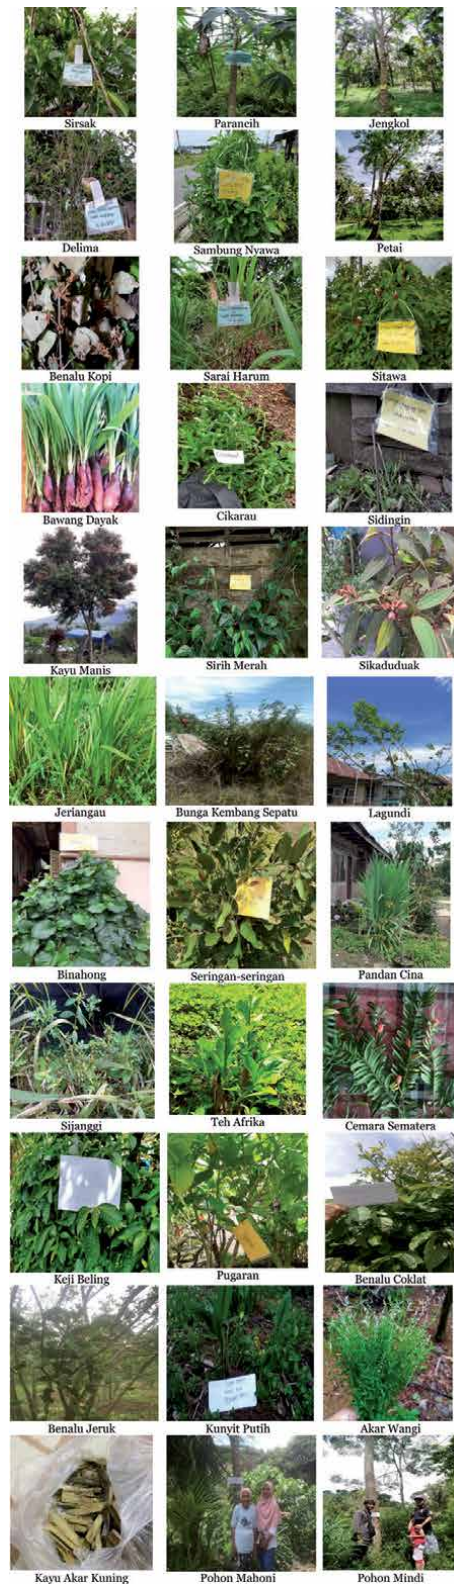 Sirsak
Parancih
Jengkol
Delima
Sambung Nyawa
Petai
Benalu Kopi
Sarai Harum
Sitawa
Bawang Dayak
Cikarau
Sidingin
Kayu Manis
Sirih Merah
Sikaduduak
Jeriangau
Bunga Kembang Sepatu
Lagundi
Binahong
Seringan-seringan
Pandan Cina
Sijanggi
Teh Afrika
Cemara Sematera
Keji Beling
Pugaran
Benalu Coklat
Benalu Jeruk
Kunyit Putih
Akar Wangi
Kayu Akar Kuning
Pohon Mahoni
Pohon Mindi